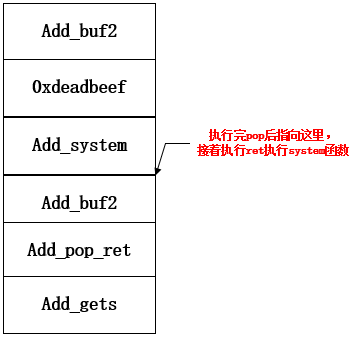 Add_buf2
0xdeadbeef
Add_system
执行完pop后指向这里，
接着执行ret执行system函数
Add_buf2
Add_pop_ret
Add_gets